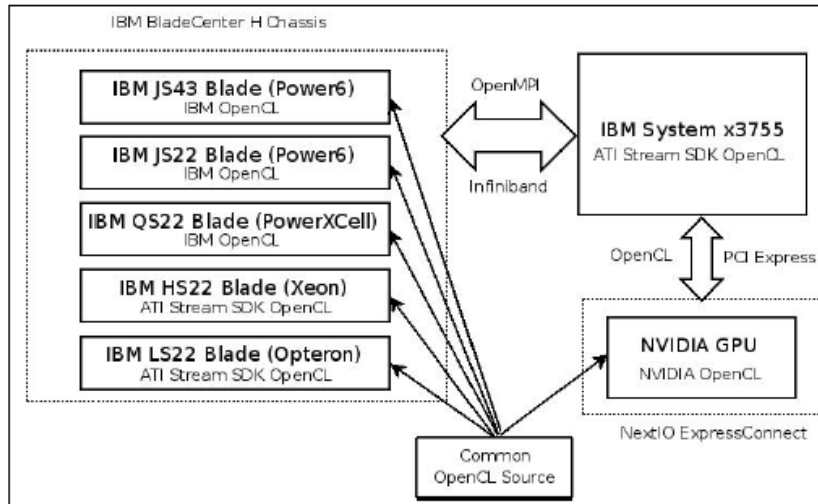 IBM BladeCenter H Chassis
IBM JS43 Blade (Power6)
IBM OpenCL
IBM JS22 Blade (Power6)
IBM OpenCL
IBM QS22 Blade (PowerXCell)
IBM OpenCL
IBM HS22 Blade (Xeon)
ATI Stream SDK OpenCL
IBM LS22 Blade (Opteron)
ATI Stream SDK OpenCL
OpenMPI
Infiniband
IBM System x3755
ATI Stream SDK OpenCL
OpenCL
PCI Express
NVIDIA GPU
NVIDIA OpenCL
NextIO ExpressConnect
Common
OpenCL Source